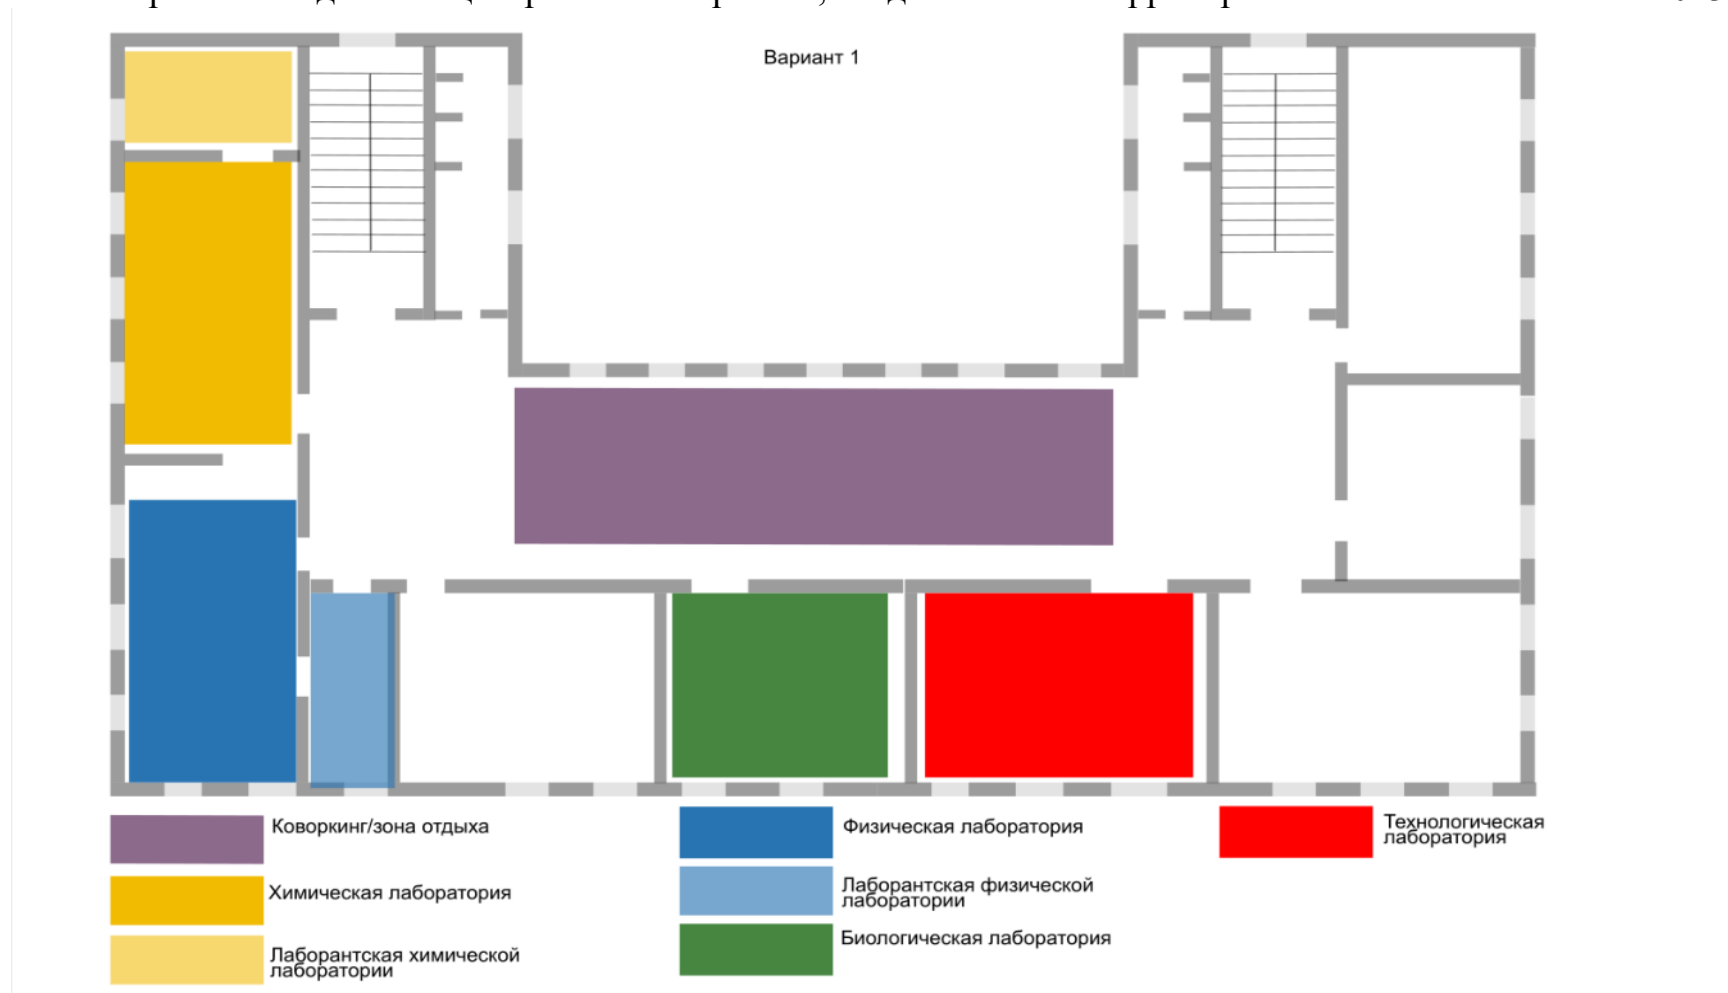 Вариант 1
Коворкинг/зона отдыха
Химическая лаборатория
Лаборантская химической
лаборатории
Физическая лаборатория
Лаборантская физической
лаборатории
Биологическая лаборатория
Технологическая
лаборатория